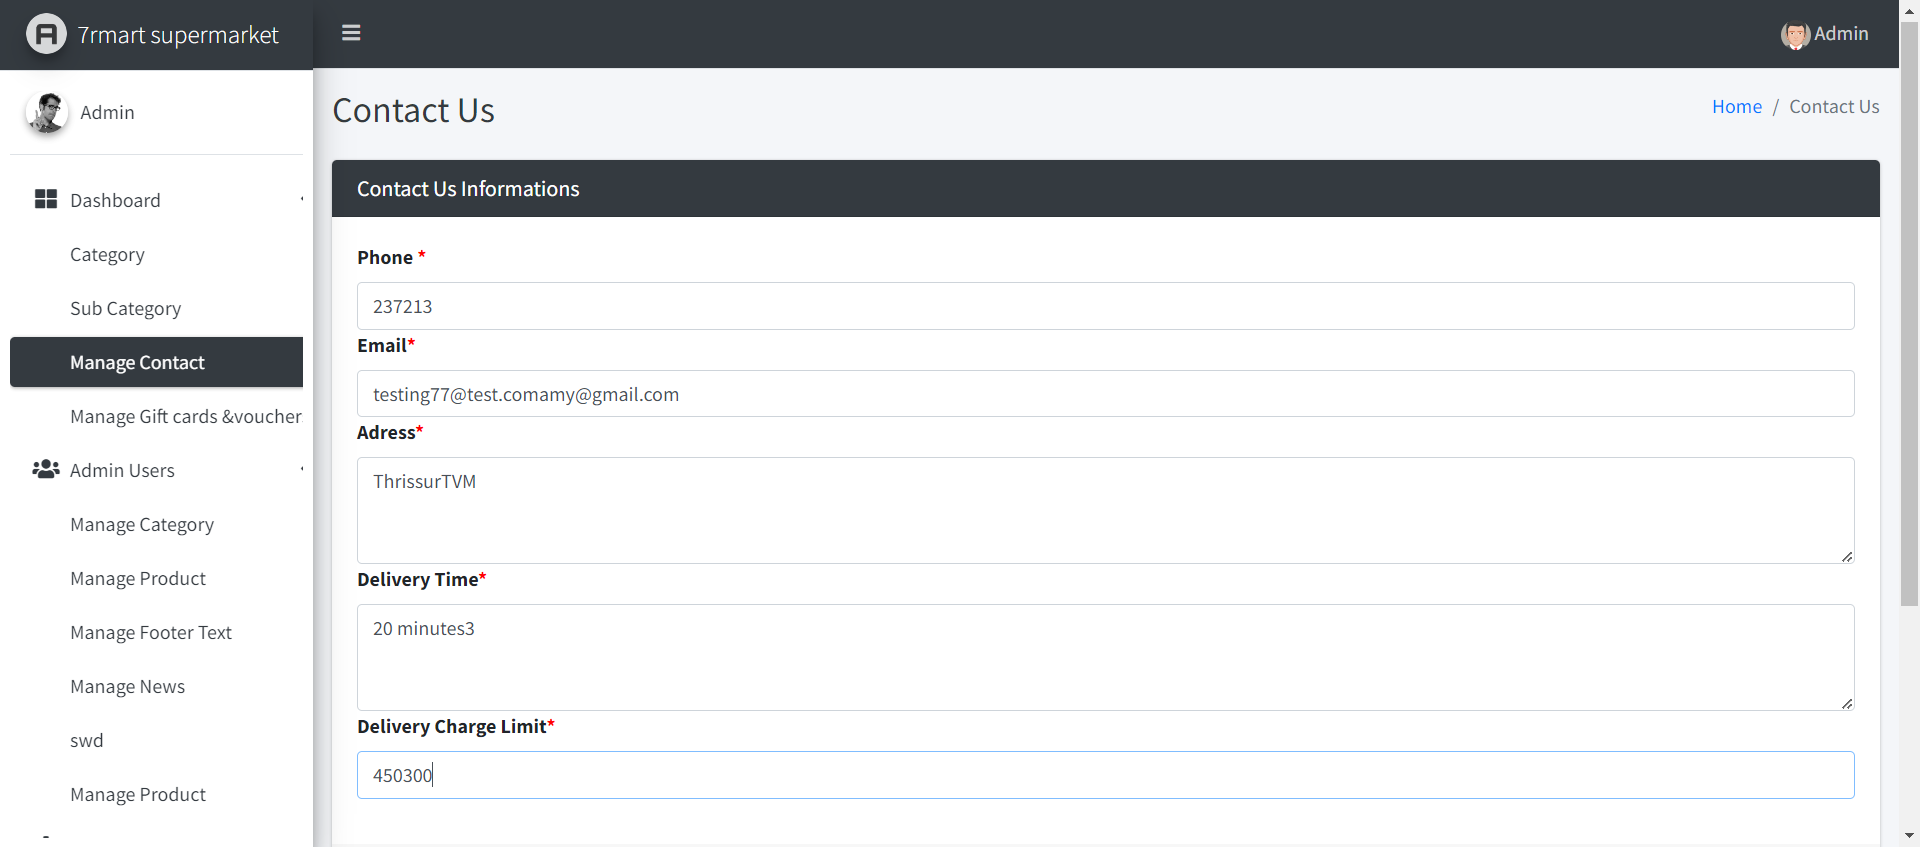 7rmart supermarket
Admin
Admin
Contact Us
Home / Contact Us
Dashboard
Category
Sub Category
Manage Contact
Manage Gift cards &voucher
Admin Users
Manage Category
Manage Product
Manage Footer Text
Manage News
swd
Manage Product
Contact Us Informations
Phone *
237213
Email*
testing77@test.comamy@gmail.com
Adress*
ThrissurTVM
Delivery Time*
20 minutes3
Delivery Charge Limit*
450300